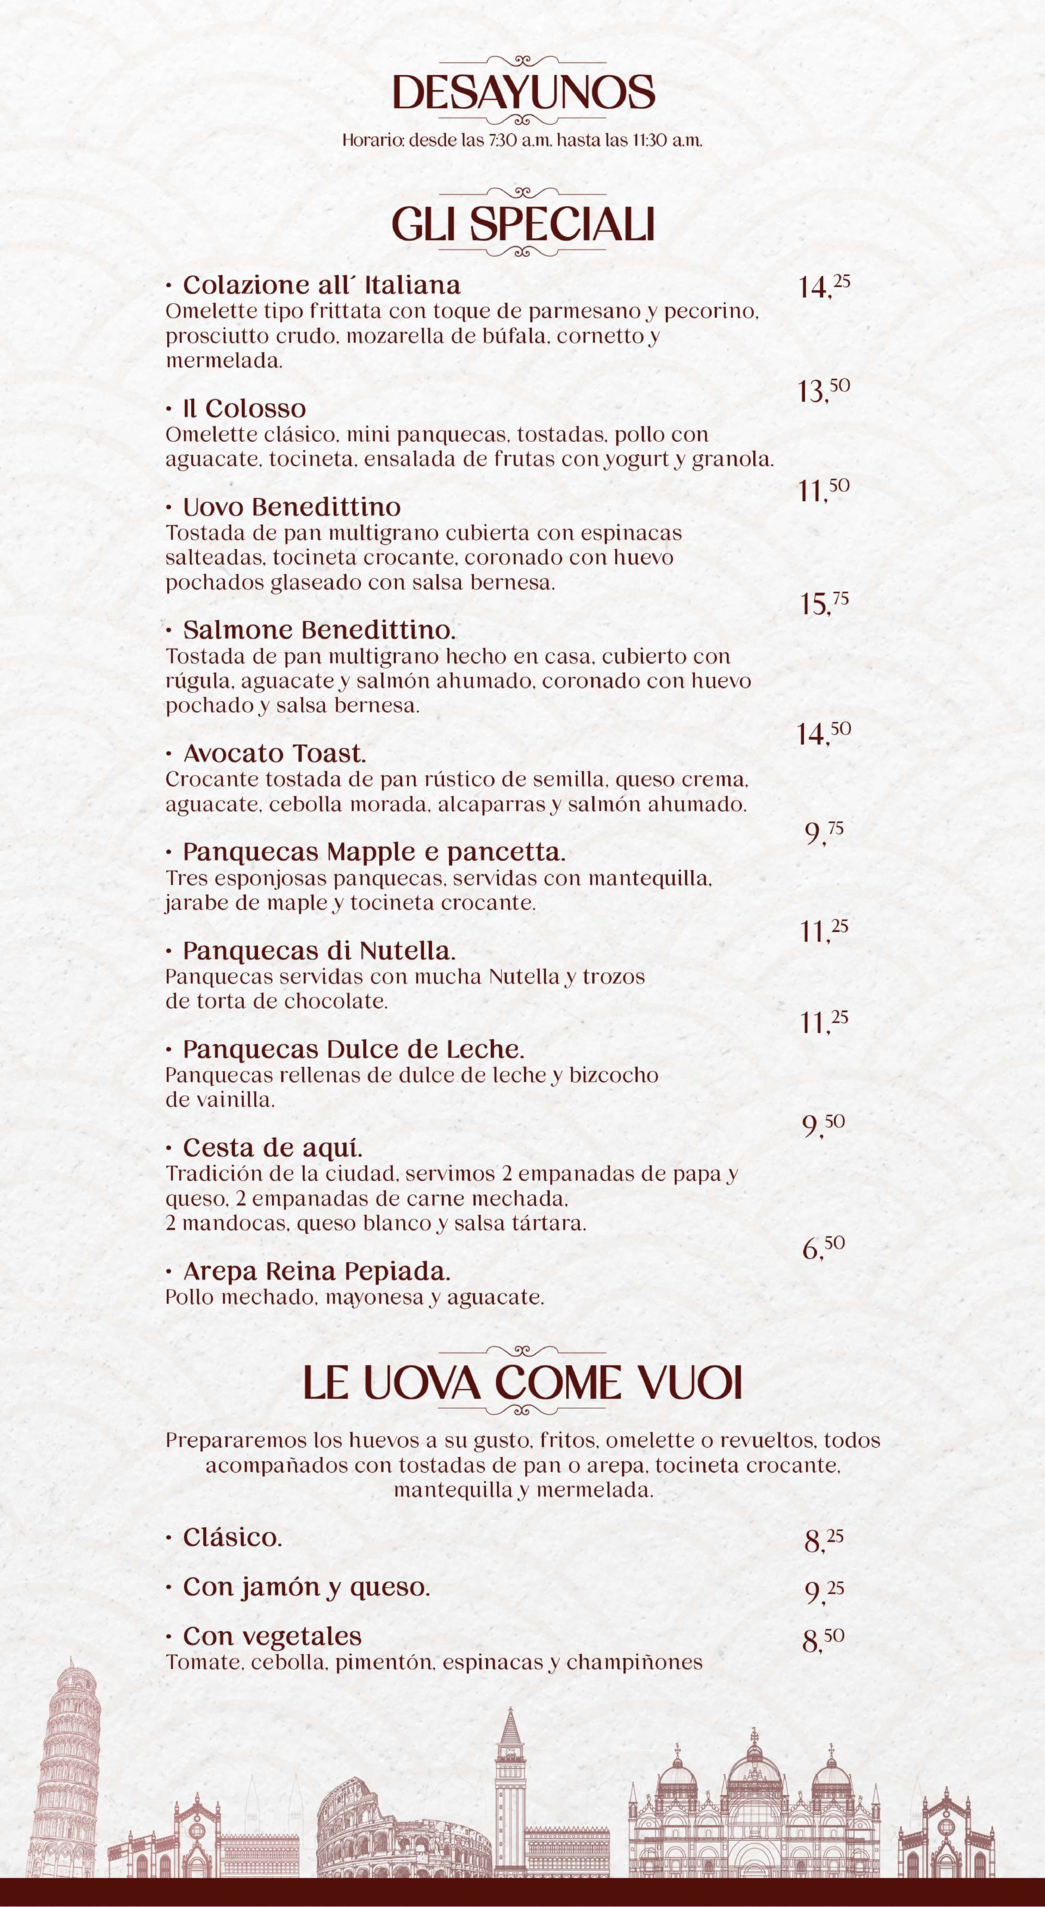 DESAYUNOS
Horario: desde las 7:30 a.m. hasta las 11:30 a.m.
GLI SPECIALI
· Colazione all´ Italiana 14,25
Omelette tipo frittata con toque de parmesano y pecorino,
prosciutto crudo, mozarella de búfala, cornetto y
mermelada.
13,50
· Il Colosso
Omelette clásico, mini panquecas, tostadas, pollo con
aguacate, tocineta, ensalada de frutas con yogurt y granola.
11,50
· Uovo Benedittino
Tostada de pan multigrano cubierta con espinacas
salteadas, tocineta crocante, coronado con huevo
pochados glaseado con salsa bernesa.
15,75
· Salmone Benedittino.
Tostada de pan multigrano hecho en casa, cubierto con
rúgula, aguacate y salmón ahumado, coronado con huevo
pochado y salsa bernesa.
14,50
· Avocato Toast.
Crocante tostada de pan rústico de semilla, queso crema,
aguacate, cebolla morada, alcaparras y salmón ahumado.
9,75
· Panquecas Mapple e pancetta.
Tres esponjosas panquecas, servidas con mantequilla,
jarabe de maple y tocineta crocante.
11,25
· Panquecas di Nutella.
Panquecas servidas con mucha Nutella y trozos
de torta de chocolate.
11,25
· Panquecas Dulce de Leche.
Panquecas rellenas de dulce de leche y bizcocho
de vainilla.
9,50
· Cesta de aquí.
Tradición de la ciudad, servimos 2 empanadas de papa y
queso, 2 empanadas de carne mechada,
2 mandocas, queso blanco y salsa tártara.
6,50
· Arepa Reina Pepiada.
Pollo mechado, mayonesa y aguacate.
LE UOVA COME VUOI
Prepararemos los huevos a su gusto, fritos, omelette o revueltos, todos
acompañados con tostadas de pan o arepa, tocineta crocante,
mantequilla y mermelada.
· Clásico. 8,25
· Con jamón y queso. 9,25
· Con vegetales 8,50
Tomate, cebolla, pimentón, espinacas y champiñones